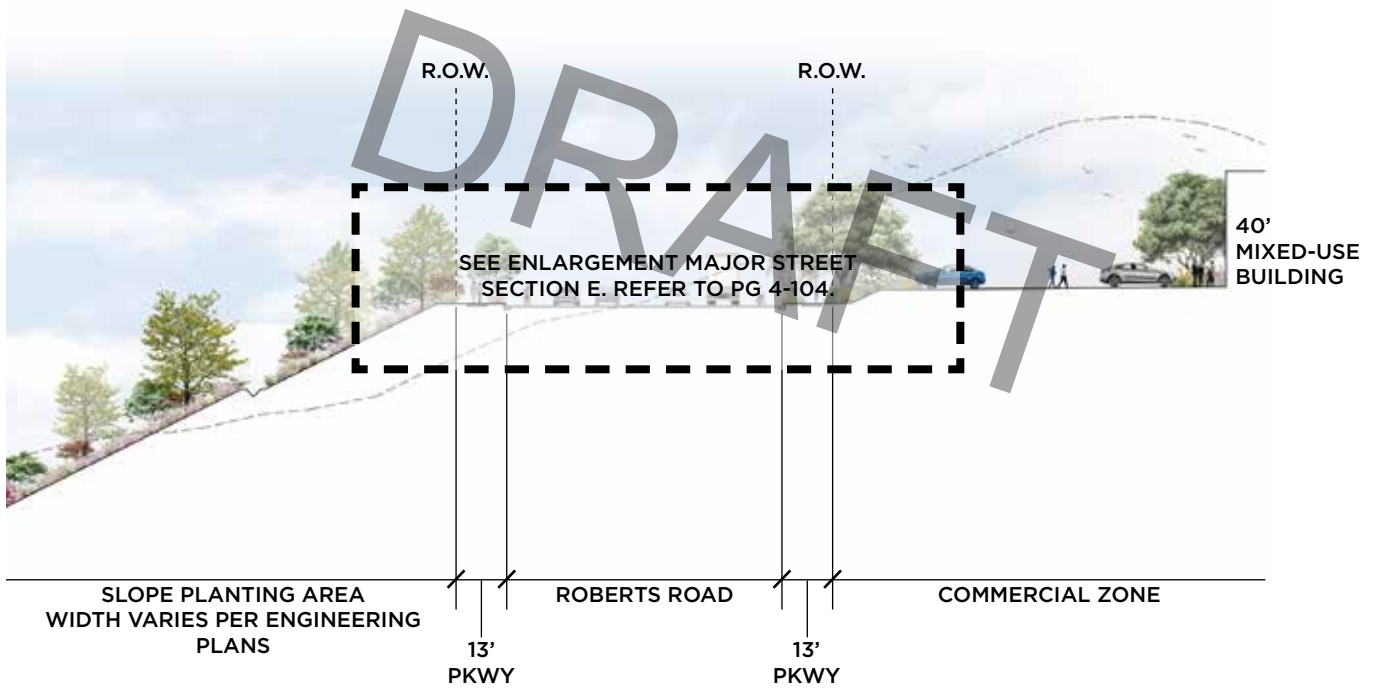 R.O.W.
R.O.W.
DRAFT
SEE ENLARGEMENT MAJOR STREET
SECTION E. REFER TO PG 4-104.
40’
MIXED-USE
BUILDING
SLOPE PLANTING AREA
WIDTH VARIES PER ENGINEERING
PLANS
13’
PKWY
ROBERTS ROAD
13’
PKWY
COMMERCIAL ZONE